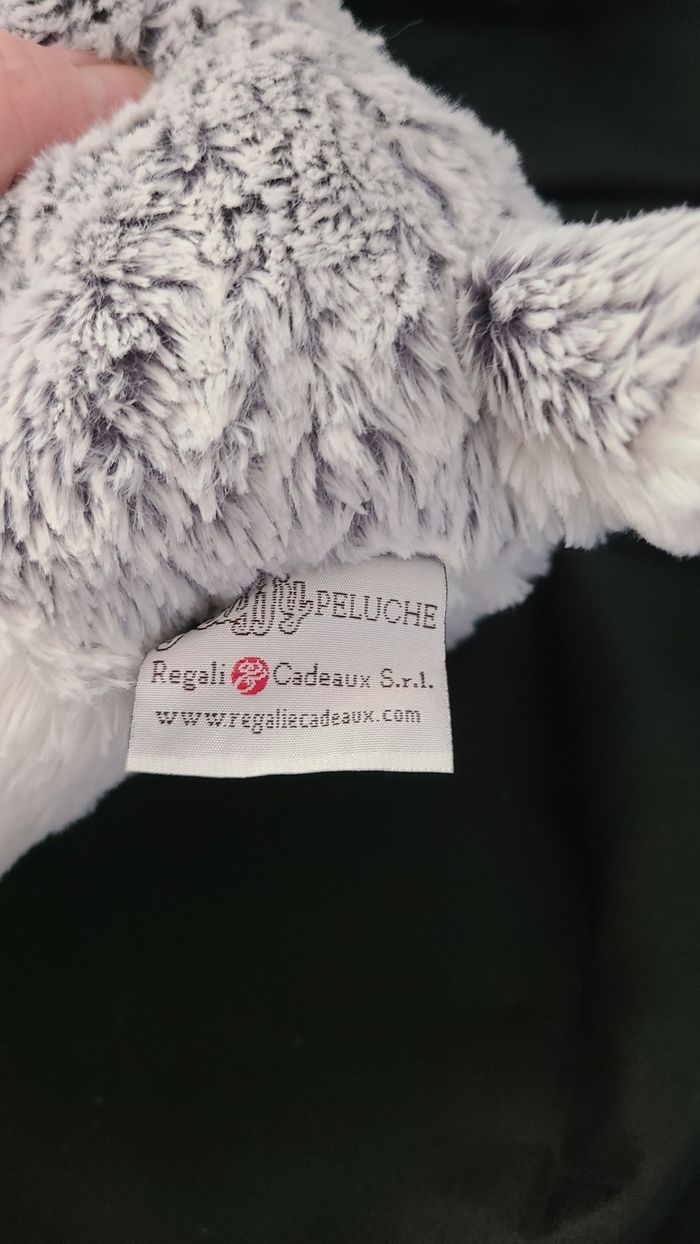 PELUCHE
Regali Cadeaux S.r.l.
www.regaliecadeaux.com